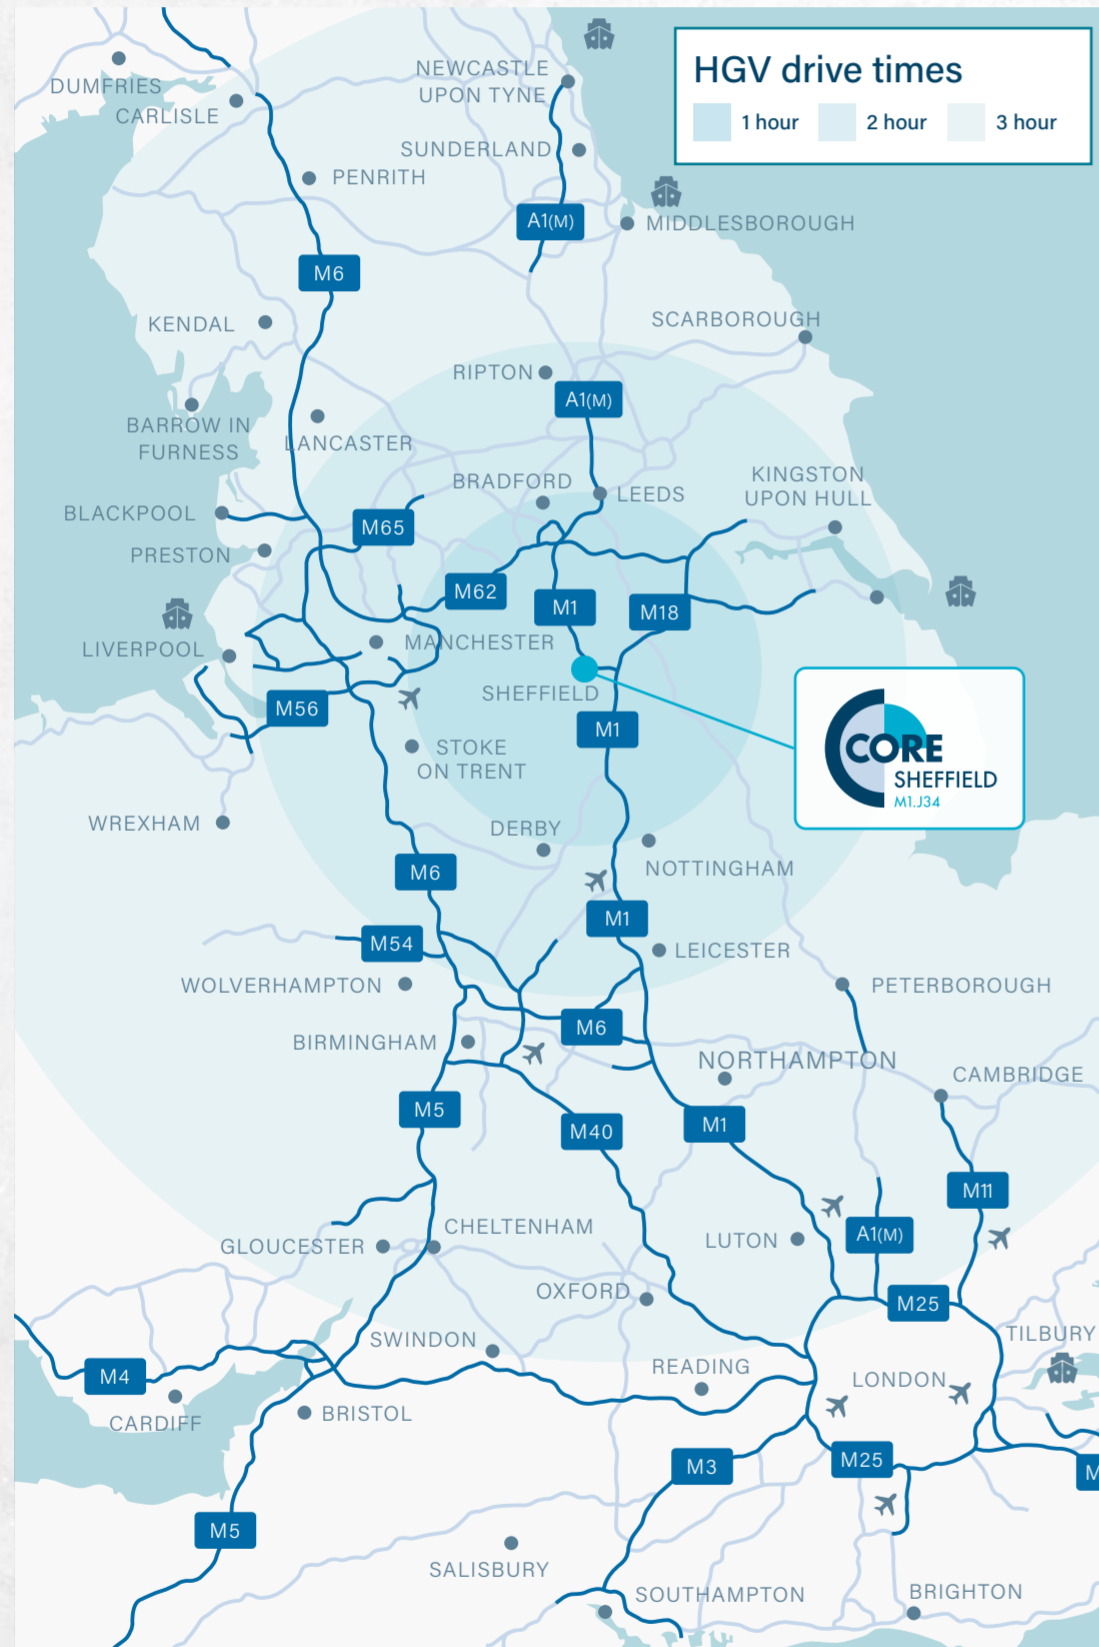 HGV drive times
1 hour
2 hour
3 hour
NEWCASTLE
UPON TYNE
DUMFRIES
CARLISLE
SUNDERLAND
PENRITH
A1(M)
MIDDLESBOROUGH
M6
KENDAL
SCARBOROUGH
RIPTON
A1(M)
BARROW IN
FURNESS
LANCASTER
BRADFORD
LEEDS
KINGSTON
UPON HULL
BLACKPOOL
M65
PRESTON
M62
M1
M18
LIVERPOOL
MANCHESTER
SHEFFIELD
M56
M1
CORE
SHEFFIELD
M1.J34
STOKE
ON TRENT
WREXHAM
DERBY
NOTTINGHAM
M6
M1
M54
LEICESTER
WOLVERHAMPTON
PETERBOROUGH
M6
BIRMINGHAM
NORTHAMPTON
CAMBRIDGE
M5
M40
M1
M11
CHELTENHAM
GLOUCESTER
LUTON
A1(M)
OXFORD
M25
SWINDON
TILBURY
READING
LONDON
M4
CARDIFF
BRISTOL
M3
M25
M
M5
SALISBURY
SOUTHAMPTON
BRIGHTON